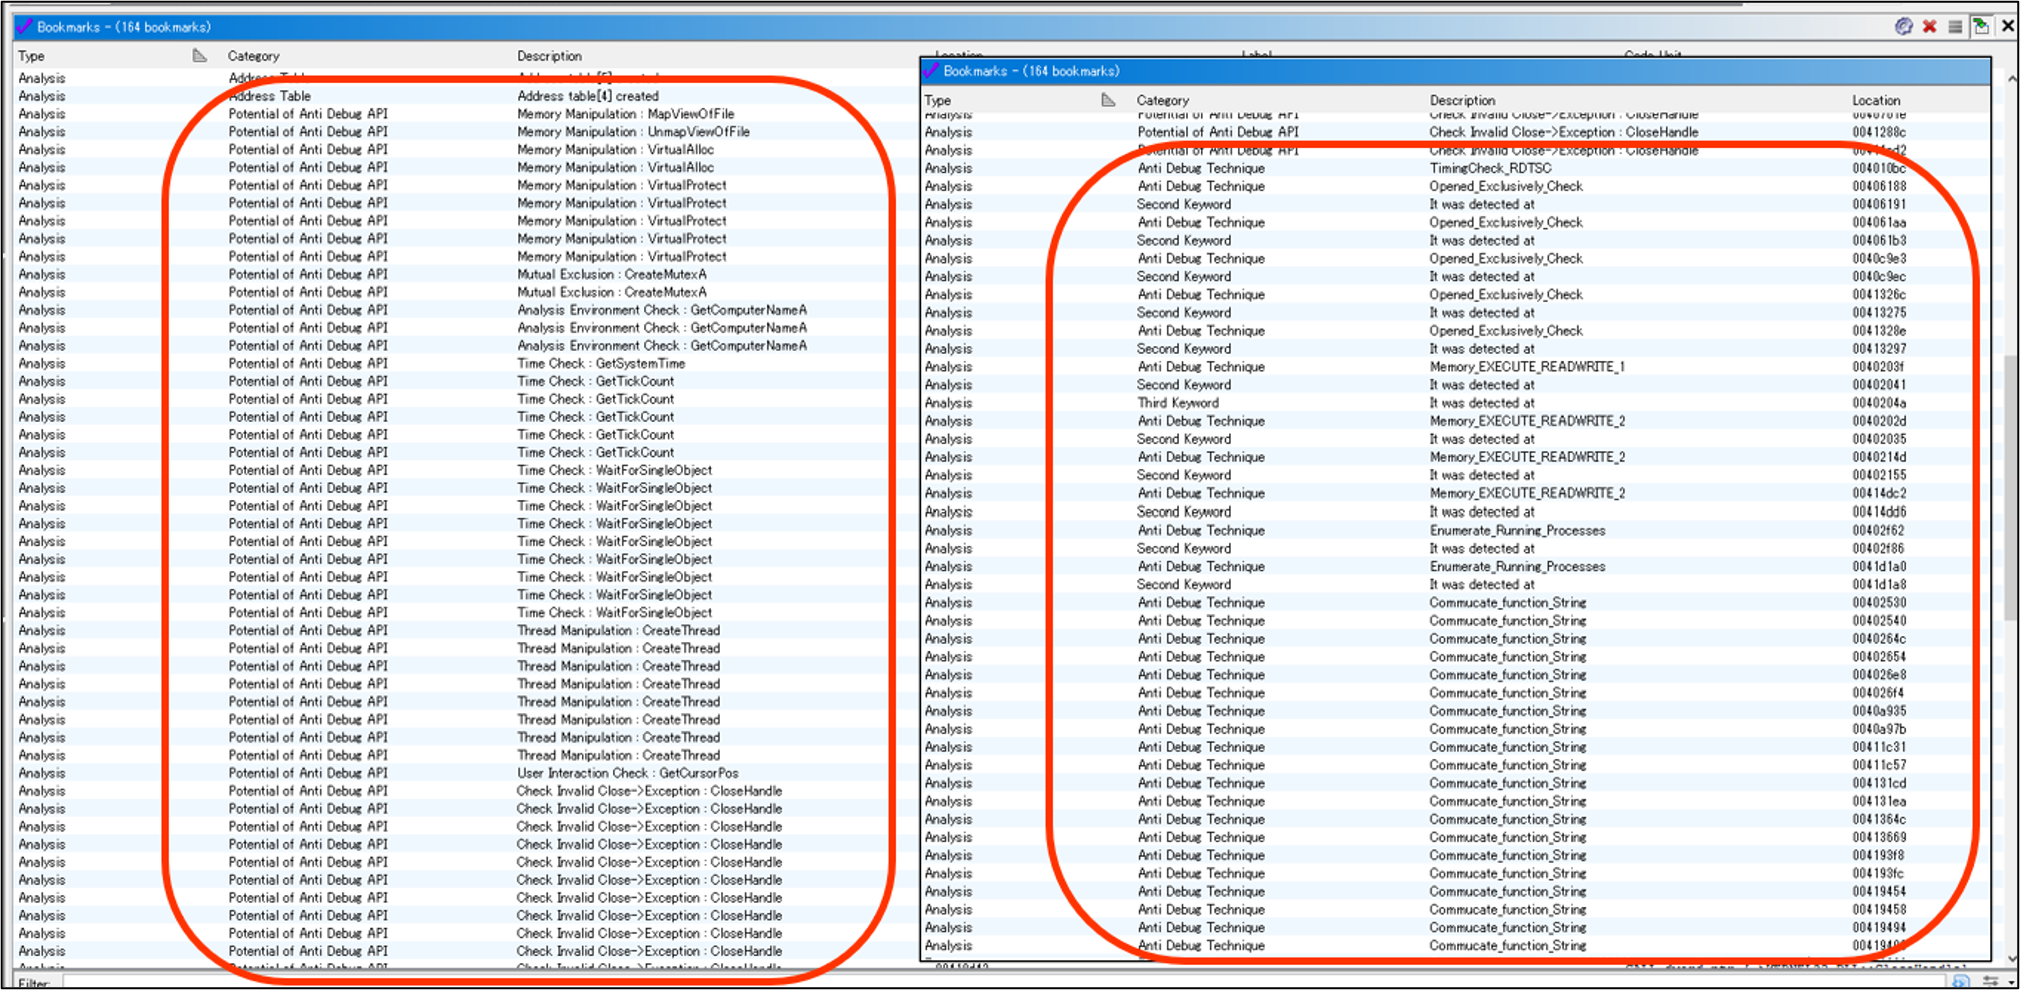 Bookmarks - (164 bookmarks)
Type Category Description
Analysis
Analysis Address Table Address table[4] created
Analysis Potential of Anti Debug API Memory Manipulation : MapViewOfFile
Analysis Potential of Anti Debug API Memory Manipulation : UnmapViewOfFile
Analysis Potential of Anti Debug API Memory Manipulation : VirtualAlloc
Analysis Potential of Anti Debug API Memory Manipulation : VirtualAlloc
Analysis Potential of Anti Debug API Memory Manipulation : VirtualProtect
Analysis Potential of Anti Debug API Memory Manipulation : VirtualProtect
Analysis Potential of Anti Debug API Memory Manipulation : VirtualProtect
Analysis Potential of Anti Debug API Memory Manipulation : VirtualProtect
Analysis Potential of Anti Debug API Memory Manipulation : VirtualProtect
Analysis Potential of Anti Debug API Mutual Exclusion : CreateMutexA
Analysis Potential of Anti Debug API Mutual Exclusion : CreateMutexA
Analysis Potential of Anti Debug API Analysis Environment Check : GetComputerNameA
Analysis Potential of Anti Debug API Analysis Environment Check : GetComputerNameA
Analysis Potential of Anti Debug API Analysis Environment Check : GetComputerNameA
Analysis Potential of Anti Debug API Time Check : GetSystemTime
Analysis Potential of Anti Debug API Time Check : GetTickCount
Analysis Potential of Anti Debug API Time Check : GetTickCount
Analysis Potential of Anti Debug API Time Check : GetTickCount
Analysis Potential of Anti Debug API Time Check : GetTickCount
Analysis Potential of Anti Debug API Time Check : GetTickCount
Analysis Potential of Anti Debug API Time Check : WaitForSingleObject
Analysis Potential of Anti Debug API Time Check : WaitForSingleObject
Analysis Potential of Anti Debug API Time Check : WaitForSingleObject
Analysis Potential of Anti Debug API Time Check : WaitForSingleObject
Analysis Potential of Anti Debug API Time Check : WaitForSingleObject
Analysis Potential of Anti Debug API Time Check : WaitForSingleObject
Analysis Potential of Anti Debug API Time Check : WaitForSingleObject
Analysis Potential of Anti Debug API Time Check : WaitForSingleObject
Analysis Potential of Anti Debug API Time Check : WaitForSingleObject
Analysis Potential of Anti Debug API Thread Manipulation : CreateThread
Analysis Potential of Anti Debug API Thread Manipulation : CreateThread
Analysis Potential of Anti Debug API Thread Manipulation : CreateThread
Analysis Potential of Anti Debug API Thread Manipulation : CreateThread
Analysis Potential of Anti Debug API Thread Manipulation : CreateThread
Analysis Potential of Anti Debug API Thread Manipulation : CreateThread
Analysis Potential of Anti Debug API Thread Manipulation : CreateThread
Analysis Potential of Anti Debug API Thread Manipulation : CreateThread
Analysis Potential of Anti Debug API User Interaction Check : GetCursorPos
Analysis Potential of Anti Debug API Check Invalid Close->Exception : CloseHandle
Analysis Potential of Anti Debug API Check Invalid Close->Exception : CloseHandle
Analysis Potential of Anti Debug API Check Invalid Close->Exception : CloseHandle
Analysis Potential of Anti Debug API Check Invalid Close->Exception : CloseHandle
Analysis Potential of Anti Debug API Check Invalid Close->Exception : CloseHandle
Analysis Potential of Anti Debug API Check Invalid Close->Exception : CloseHandle
Analysis Potential of Anti Debug API Check Invalid Close->Exception : CloseHandle
Analysis Potential of Anti Debug API Check Invalid Close->Exception : CloseHandle
Analysis Potential of Anti Debug API Check Invalid Close->Exception : CloseHandle
Analysis Potential of Anti Debug API Check Invalid Close->Exception : CloseHandle
Filter:
Bookmarks - (164 bookmarks)
Type Category Description Location
Analysis Potential of Anti Debug API Check Invalid Close->Exception : CloseHandle
Analysis Potential of Anti Debug API Check Invalid Close->Exception : CloseHandle 0041288c
Analysis Potential of Anti Debug API Check Invalid Close->Exception : CloseHandle
Analysis Anti Debug Technique TimingCheck_RDTSC 004010bc
Analysis Anti Debug Technique Opened_Exclusively_Check 00406188
Analysis Second Keyword It was detected at 00406191
Analysis Anti Debug Technique Opened_Exclusively_Check 004061aa
Analysis Second Keyword It was detected at 004061b3
Analysis Anti Debug Technique Opened_Exclusively_Check 0040c9e3
Analysis Second Keyword It was detected at 0040c9ec
Analysis Anti Debug Technique Opened_Exclusively_Check 0041326c
Analysis Second Keyword It was detected at 00413275
Analysis Anti Debug Technique Opened_Exclusively_Check 0041328e
Analysis Second Keyword It was detected at 00413297
Analysis Anti Debug Technique Memory_EXECUTE_READWRITE_1 0040203f
Analysis Second Keyword It was detected at 00402041
Analysis Third Keyword It was detected at 0040204a
Analysis Anti Debug Technique Memory_EXECUTE_READWRITE_2 0040202d
Analysis Second Keyword It was detected at 00402035
Analysis Anti Debug Technique Memory_EXECUTE_READWRITE_2 0040214d
Analysis Second Keyword It was detected at 00402155
Analysis Anti Debug Technique Memory_EXECUTE_READWRITE_2 00414dc2
Analysis Second Keyword It was detected at 00414dd6
Analysis Anti Debug Technique Enumerate_Running_Processes 00402f62
Analysis Second Keyword It was detected at 00402f86
Analysis Anti Debug Technique Enumerate_Running_Processes 0041d1a0
Analysis Second Keyword It was detected at 0041d1a8
Analysis Anti Debug Technique Commucate_function_String 00402530
Analysis Anti Debug Technique Commucate_function_String 00402540
Analysis Anti Debug Technique Commucate_function_String 0040264c
Analysis Anti Debug Technique Commucate_function_String 00402654
Analysis Anti Debug Technique Commucate_function_String 004026e8
Analysis Anti Debug Technique Commucate_function_String 004026f4
Analysis Anti Debug Technique Commucate_function_String 0040a935
Analysis Anti Debug Technique Commucate_function_String 0040a97b
Analysis Anti Debug Technique Commucate_function_String 00411c31
Analysis Anti Debug Technique Commucate_function_String 00411c57
Analysis Anti Debug Technique Commucate_function_String 004131cd
Analysis Anti Debug Technique Commucate_function_String 004131ea
Analysis Anti Debug Technique Commucate_function_String 0041364c
Analysis Anti Debug Technique Commucate_function_String 00413669
Analysis Anti Debug Technique Commucate_function_String 004193f8
Analysis Anti Debug Technique Commucate_function_String 004193fc
Analysis Anti Debug Technique Commucate_function_String 00419454
Analysis Anti Debug Technique Commucate_function_String 00419458
Analysis Anti Debug Technique Commucate_function_String 00419494
Analysis Anti Debug Technique Commucate_function_String